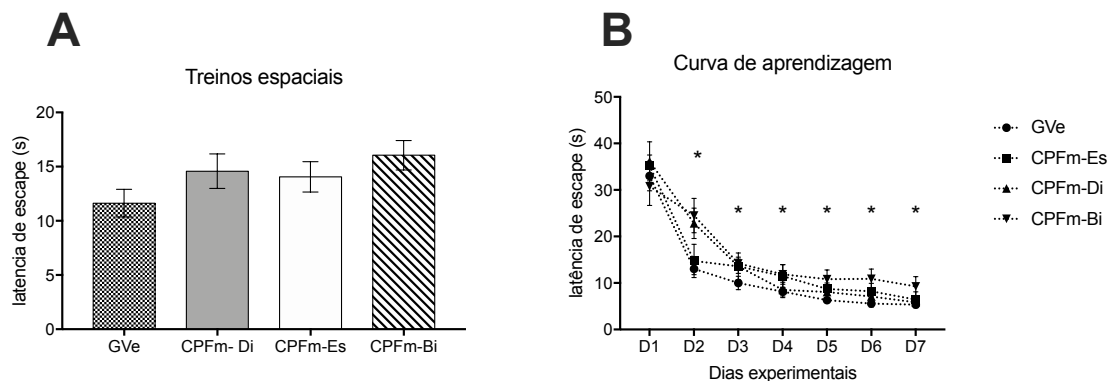 A
Treinos espaciais
latencia de escape (s)
20
15
10
5
0
GVe
CPFm- Di
CPFm-Es
CPFm-Bi
B
Curva de aprendizagem
latência de escape (s)
50
40
30
20
10
0
*
* * * * *
D1 D2 D3 D4 D5 D6 D7
Dias experimentais
GVe
CPFm-Es
CPFm-Di
CPFm-Bi